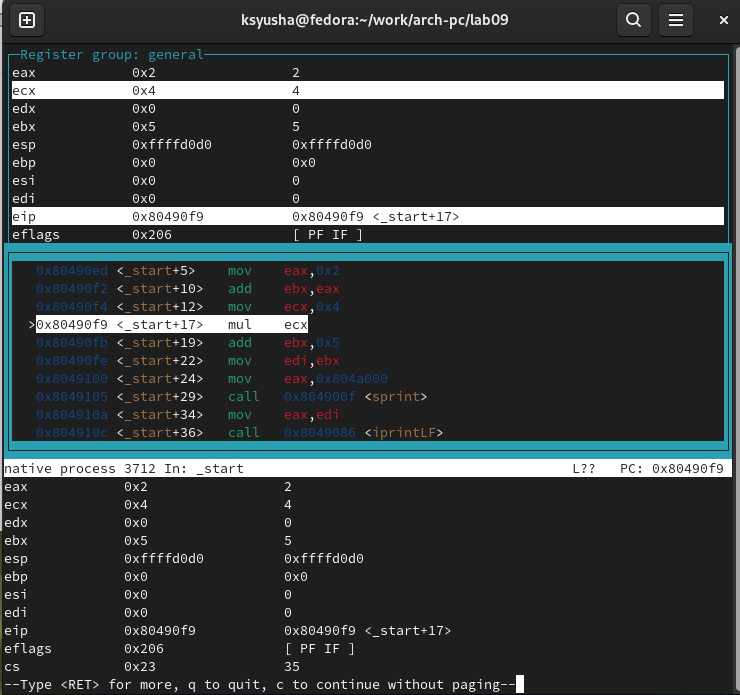 ksyusha@fedora:~/work/arch-pc/lab09
Register group: general
eax 0x2 2
ecx 0x4 4
edx 0x0 0
ebx 0x5 5
esp 0xffffd0d0 0xffffd0d0
ebp 0x0 0x0
esi 0x0 0
edi 0x0 0
eip 0x80490f9 0x80490f9 <_start+17>
eflags 0x206 [ PF IF ]
0x80490ed <_start+5> mov eax,0x2
0x80490f2 <_start+10> add ebx,eax
0x80490f4 <_start+12> mov ecx,0x4
>0x80490f9 <_start+17> mul ecx
0x80490fb <_start+19> add ebx,0x5
0x80490fe <_start+22> mov edi,ebx
0x8049100 <_start+24> mov eax,0x804a000
0x8049105 <_start+29> call 0x804900f <sprint>
0x804910a <_start+34> mov eax,edi
0x804910c <_start+36> call 0x8049086 <iprintLF>
native process 3712 In: _start L?? PC: 0x80490f9
eax 0x2 2
ecx 0x4 4
edx 0x0 0
ebx 0x5 5
esp 0xffffd0d0 0xffffd0d0
ebp 0x0 0x0
esi 0x0 0
edi 0x0 0
eip 0x80490f9 0x80490f9 <_start+17>
eflags 0x206 [ PF IF ]
cs 0x23 35
--Type <RET> for more, q to quit, c to continue without paging--